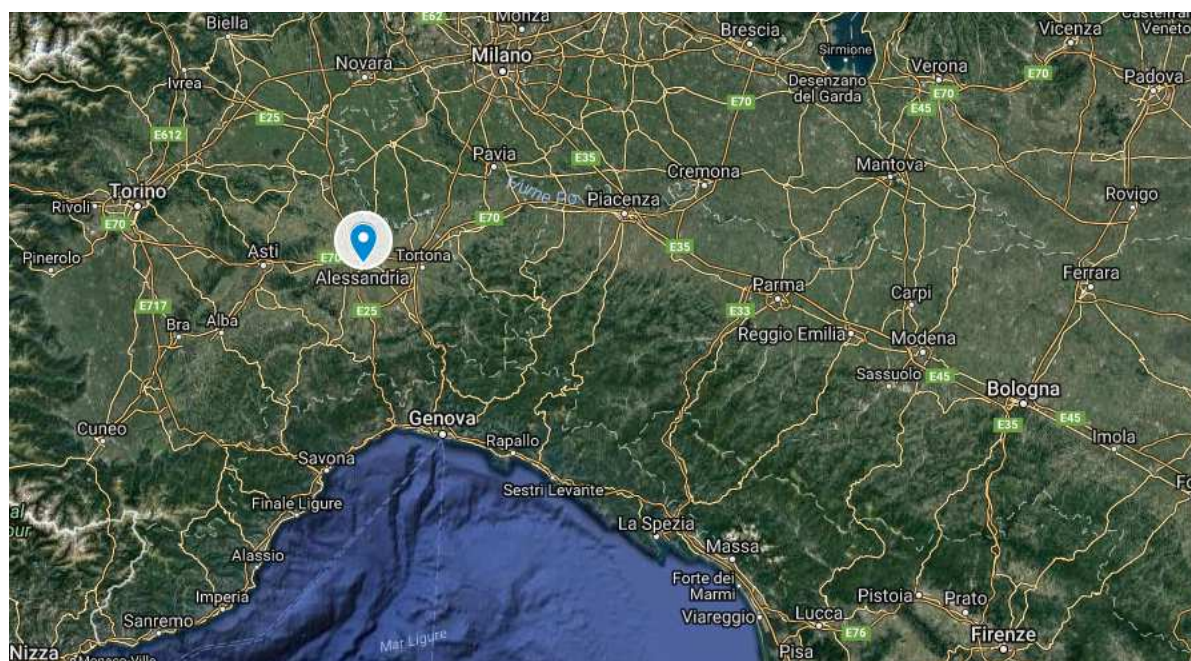 E62
Monza
Biella
Milano
Brescia
Sirmione
Vicenza
Veneto
Novara
Ivrea
Desenzano
del Garda
Verona
E70
E70
E45
Padova
E70
E25
E612
Pavia
E35
Cremona
Mantova
Fiume Po
Piacenza
Torino
Rivoli
E70
E70
Rovigo
Pinerolo
Asti
Tortona
Alessandria
E35
Ferrara
E717
E25
Parma
Carpi
E33
Bra
Alba
Reggio Emilia
Modena
Sassuolo
E45
Bologna
E35
E45
Imola
Cuneo
Genova
Rapallo
Savona
Sestri Levante
Finale Ligure
La Spezia
Alassio
Massa
Forte dei
Marmi
Imperia
Viareggio
Pistoia
Prato
Lucca
Sanremo
E76
Firenze
Mar Ligure
Nizza
Pisa